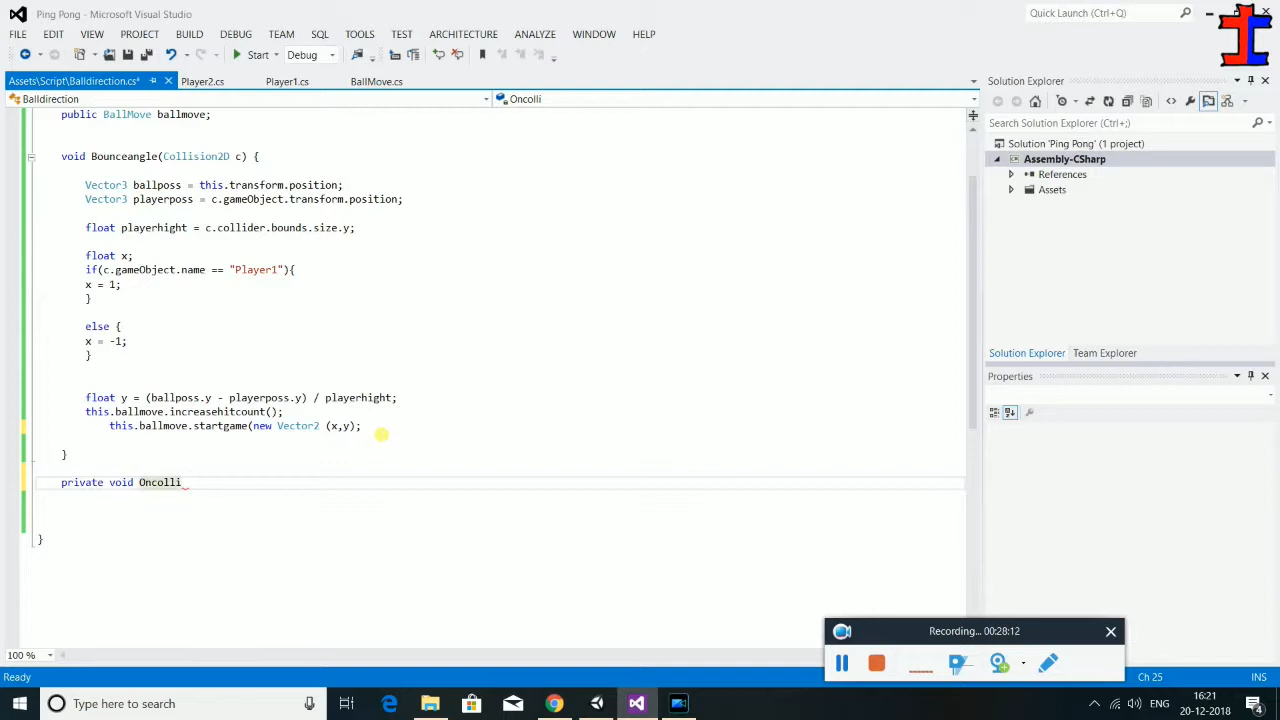 Ping Pong - Microsoft Visual Studio
Quick Launch (Ctrl+Q)
FILE EDIT VIEW PROJECT BUILD DEBUG TEAM SQL TOOLS TEST ARCHITECTURE ANALYZE WINDOW HELP
Start Debug
Assets\Script\Balldirection.cs* Player2.cs Player1.cs BallMove.cs
Balldirection Oncolli
public BallMove ballmove;
void Bounceangle(Collision2D c) {
Vector3 ballposs = this.transform.position;
Vector3 playerposs = c.gameObject.transform.position;
float playerhight = c.collider.bounds.size.y;
float x;
if(c.gameObject.name == "Player1"){
x = 1;
}
else {
x = -1;
}
float y = (ballposs.y - playerposs.y) / playerhight;
this.ballmove.increasehitcount();
this.ballmove.startgame(new Vector2 (x,y);
}
private void Oncolli
}
100 %
Solution Explorer
Search Solution Explorer (Ctrl+;)
Solution 'Ping Pong' (1 project)
Assembly-CSharp
References
Assets
Solution Explorer Team Explorer
Properties
Recording... 00:28:12
Ready Ch 25 INS
Type here to search
ENG
16:21
20-12-2018
4